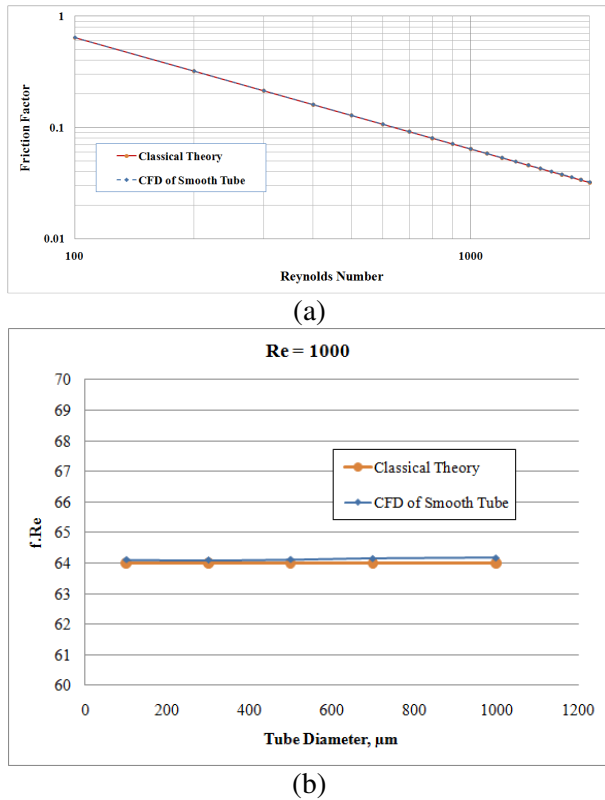 1
0.1
0.01
Friction Factor
Classical Theory
CFD of Smooth Tube
100
1000
Reynolds Number
(a)
Re = 1000
70
69
68
67
66
65
64
63
62
61
60
f.Re
Classical Theory
CFD of Smooth Tube
0
200
400
600
800
1000
1200
Tube Diameter, µm
(b)